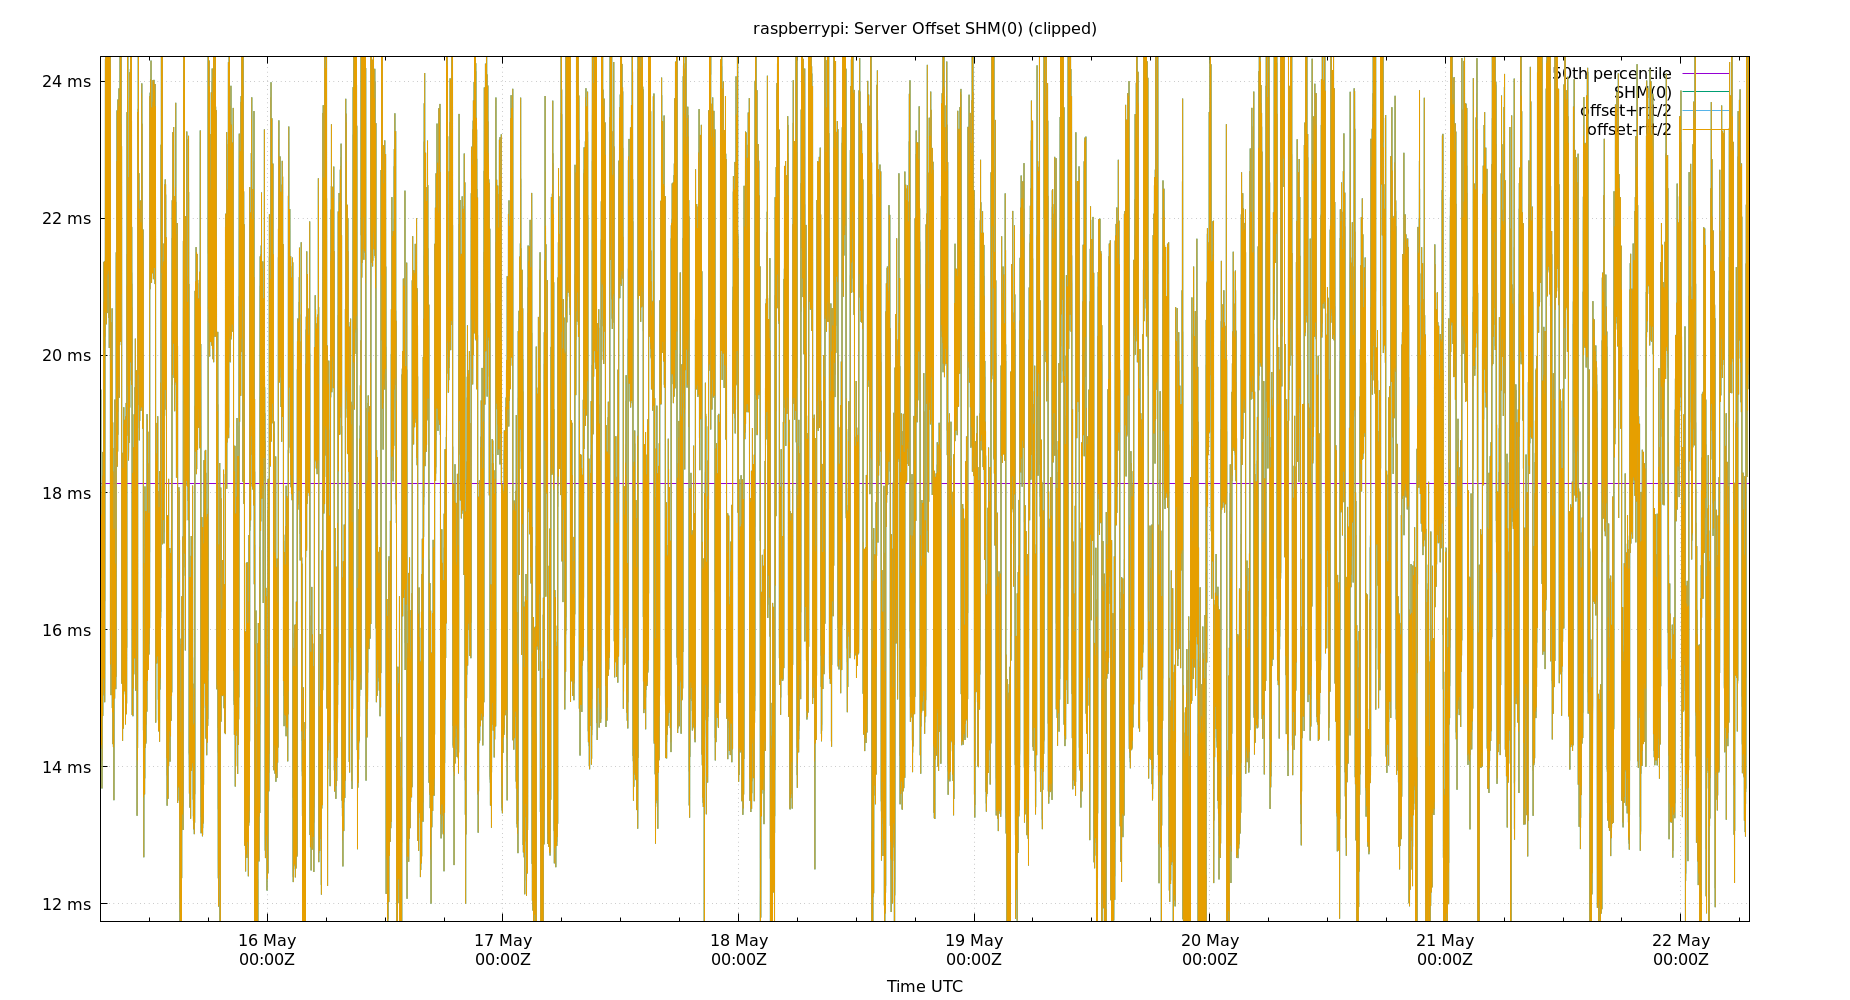 raspberrypi: Server Offset SHM(0) (clipped)
24 ms
22 ms
20 ms
18 ms
16 ms
14 ms
12 ms
50th percentile
SHM(0)
offset+rtt/2
offset-rtt/2
16 May 17 May 18 May 19 May 20 May 21 May 22 May
00:00Z 00:00Z 00:00Z 00:00Z 00:00Z 00:00Z 00:00Z
Time UTC